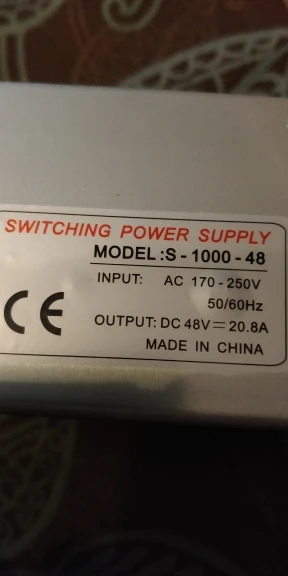 SWITCHING POWER SUPPLY
MODEL :S - 1000 - 48
INPUT: AC 170 - 250V
50/60Hz
CE
OUTPUT: DC 48V⎓20.8A
MADE IN CHINA